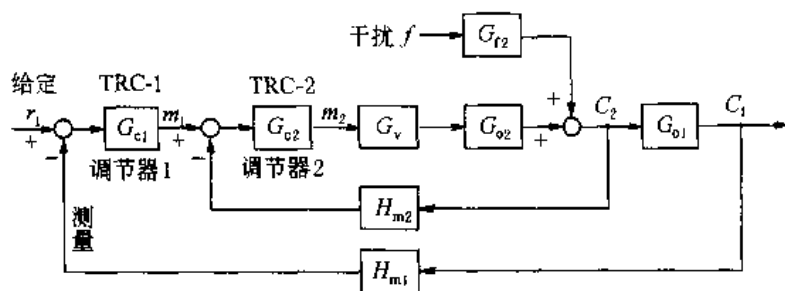 干扰 f
G_f2
给定
TRC-1
TRC-2
r_1
+
−
G_c1
m_1
+
−
G_c2
m_2
G_v
G_o2
+
+
C_2
G_o1
C_1
调节器1
调节器2
测量
H_m2
H_m1